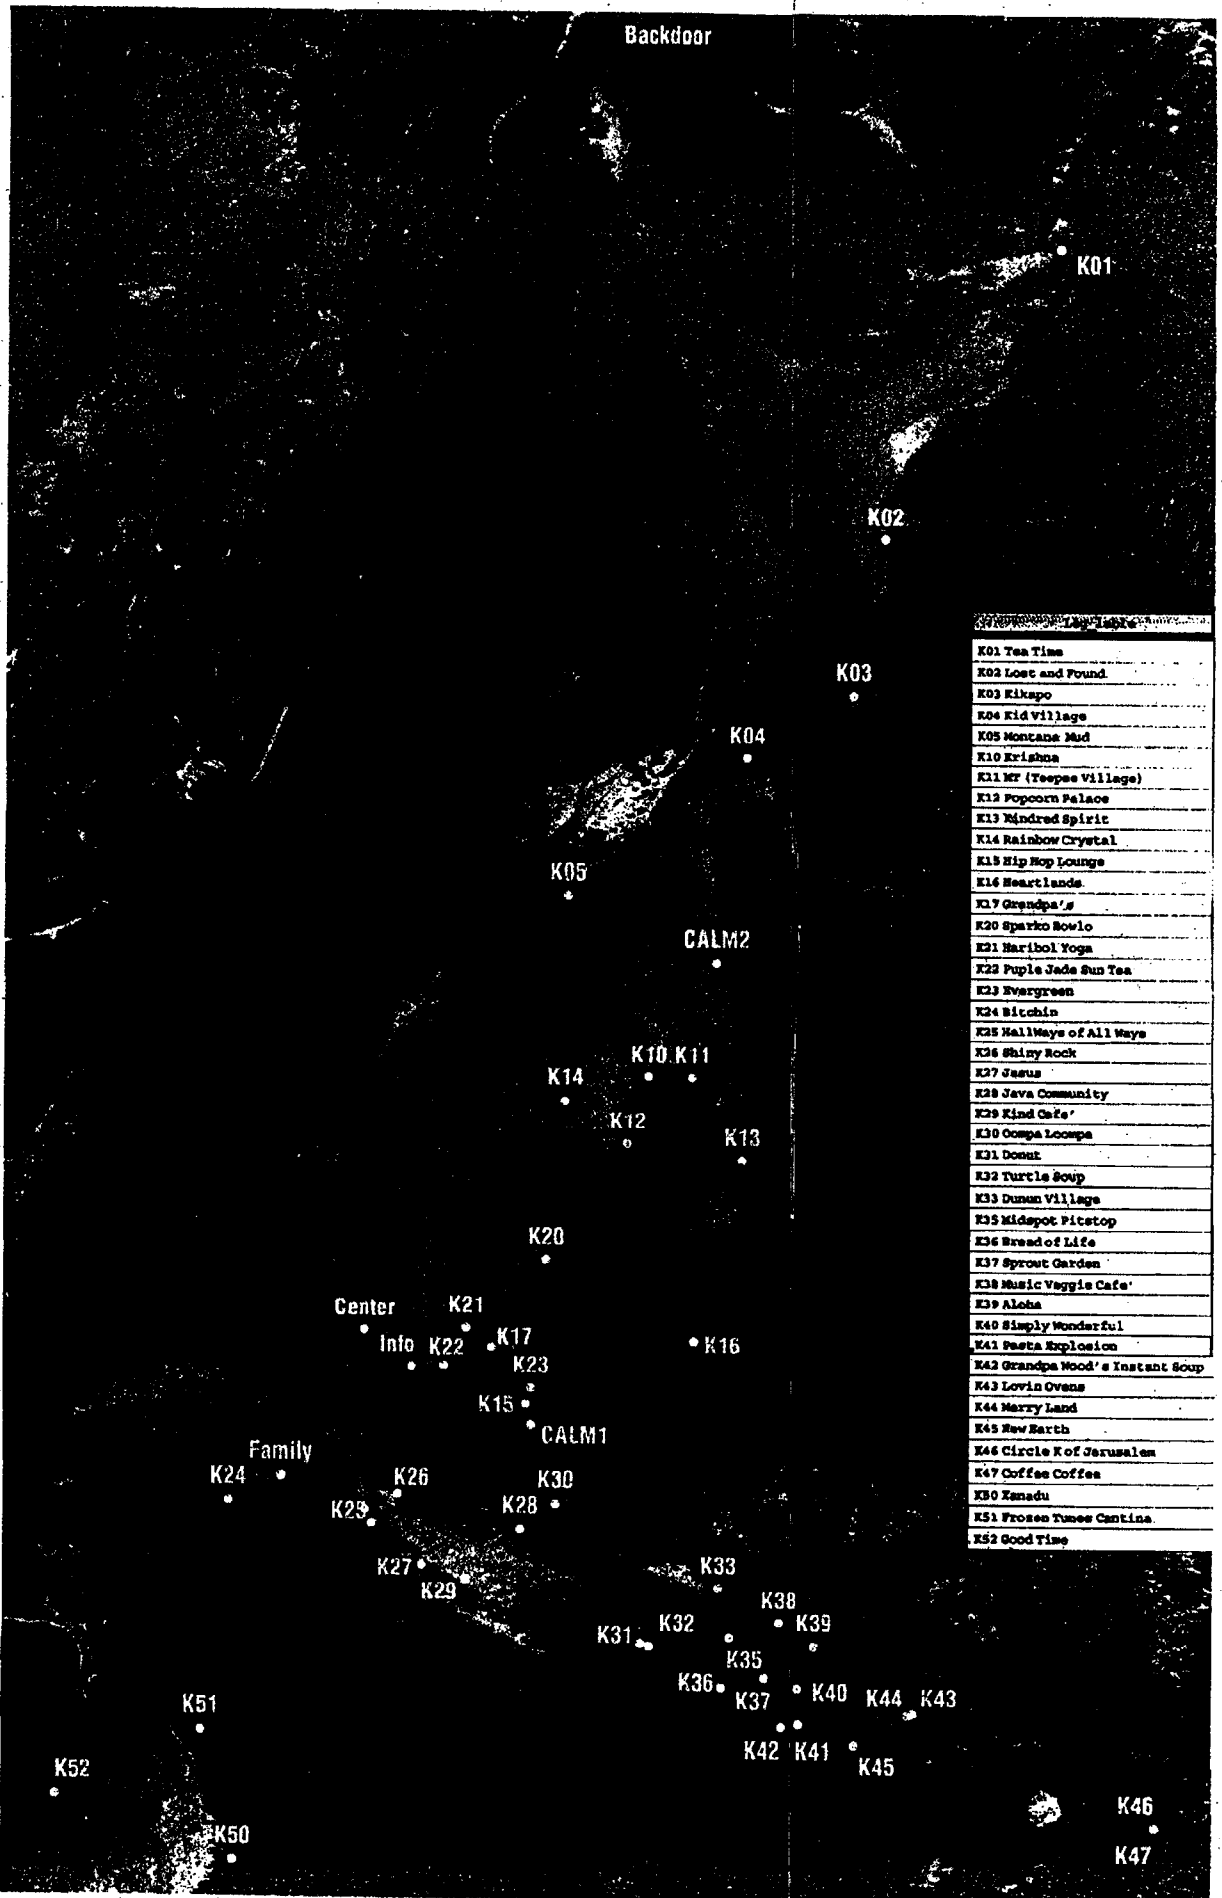 Backdoor
K01
K02
K03
K04
K05
CALM2
K10 K11
K14
K12
K13
K20
Center
K21
Info
K22
K17
K16
K23
K15
CALM1
Family
K24
K26
K30
K25
K28
K27
K29
K33
K38
K31
K32
K39
K35
K36
K37
K40
K44
K43
K51
K42
K41
K45
K52
K46
K50
K47
K01 Tea Time
K02 Lost and Found
K03 Kikapo
K04 Kid Village
K05 Montana Mud
K10 Krishna
K11 NT (Teepee Village)
K12 Popcorn Palace
K13 Kindred Spirit
K14 Rainbow Crystal
K15 Hip Hop Lounge
K16 Heartlands
K17 Grandpa's
K20 Sparko Bowlo
K21 Haribol Yoga
K22 Puple Jade Sun Tea
K23 Evergreen
K24 Bitchin
K25 HallWays of All Ways
K26 Shiny Rock
K27 Jesus
K28 Java Community
K29 Kind Cafe'
K30 Oompa Loompa
K31 Donut
K32 Turtle Soup
K33 Dunun Village
K35 Midspot Pitstop
K36 Bread of Life
K37 Sprout Garden
K38 Music Veggie Cafe'
K39 Aloha
K40 Simply Wonderful
K41 Pasta Explosion
K42 Grandpa Wood's Instant Soup
K43 Lovin Ovens
K44 Merry Land
K45 New Earth
K46 Circle K of Jerusalem
K47 Coffee Coffee
K50 Xanadu
K51 Frozen Tunes Cantina
K52 Good Time